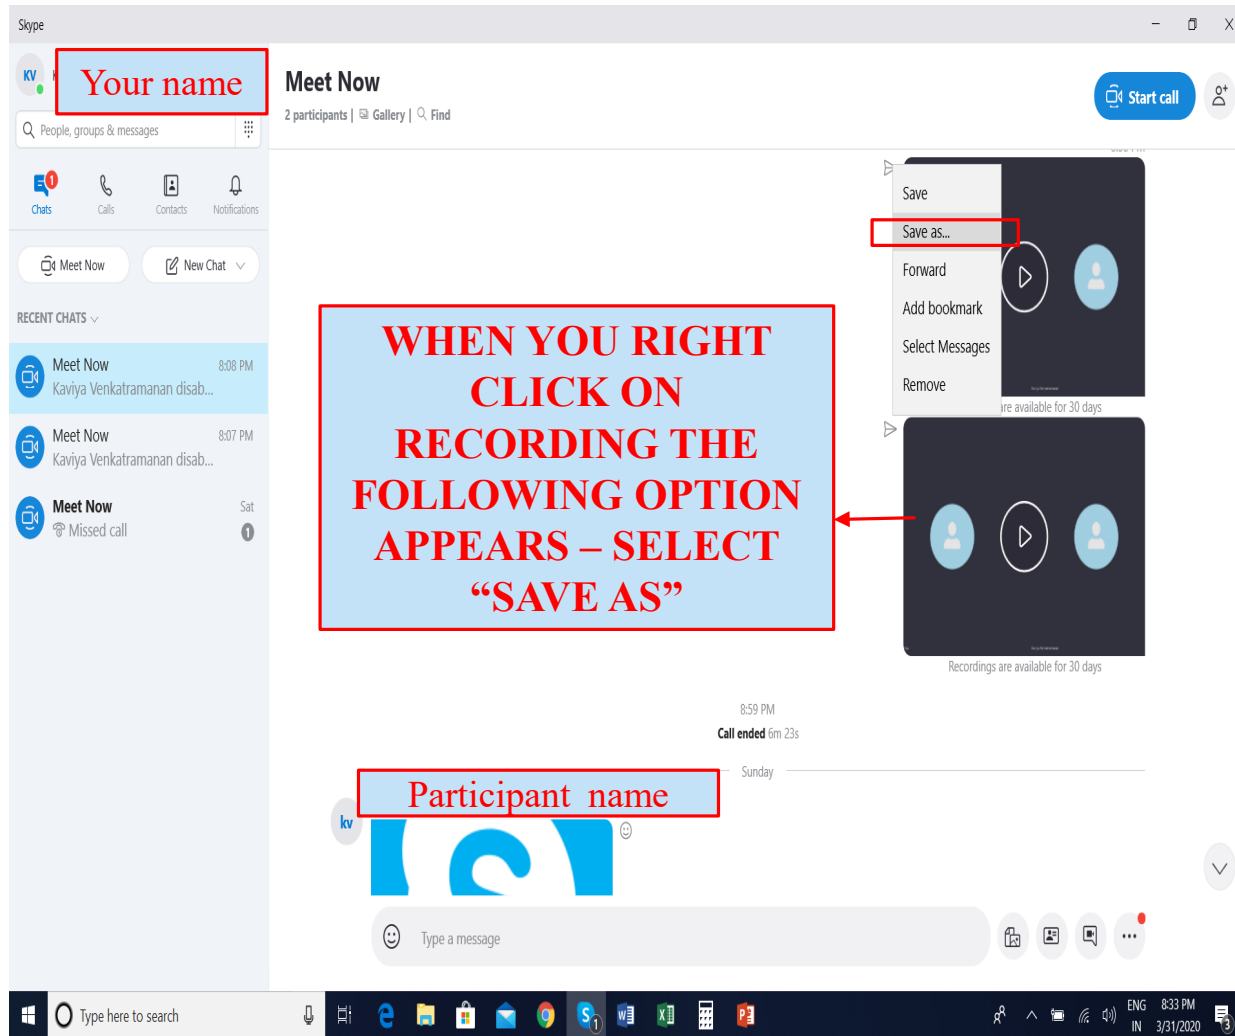 Skype
KV
Your name
People, groups & messages
1
Chats
Calls
Contacts
Notifications
Meet Now
New Chat
RECENT CHATS
Meet Now 8:08 PM
Kaviya Venkatramanan disab...
Meet Now 8:07 PM
Kaviya Venkatramanan disab...
Meet Now Sat
Missed call 1
Meet Now
2 participants | Gallery | Find
Start call
Save
Save as...
Forward
Add bookmark
Select Messages
Remove
are available for 30 days
WHEN YOU RIGHT
CLICK ON
RECORDING THE
FOLLOWING OPTION
APPEARS – SELECT
“SAVE AS”
Recordings are available for 30 days
8:59 PM
Call ended 6m 23s
Sunday
Participant name
kv
Type a message
Type here to search
ENG 8:33 PM
IN 3/31/2020
3